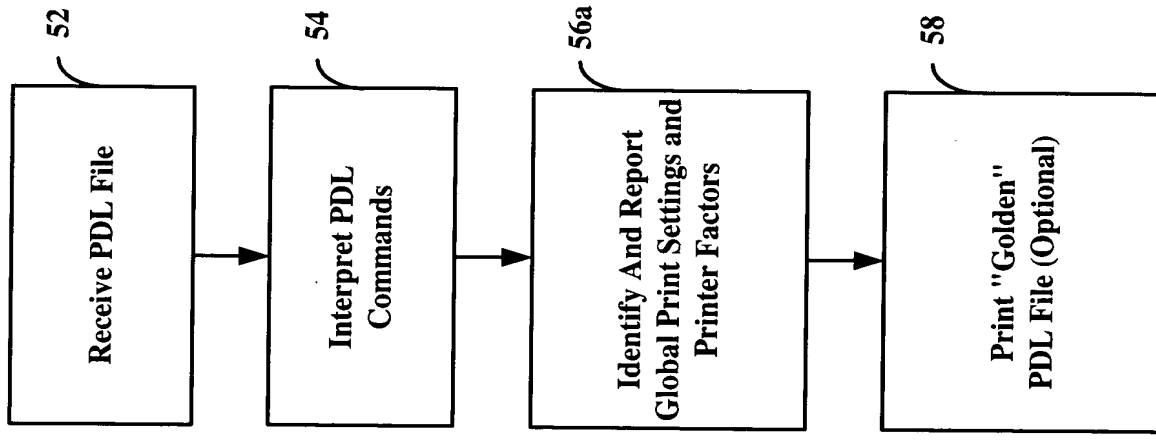 52
Receive PDL File
54
Interpret PDL
Commands
56a
Identify And Report
Global Print Settings and
Printer Factors
58
Print "Golden"
PDL File (Optional)